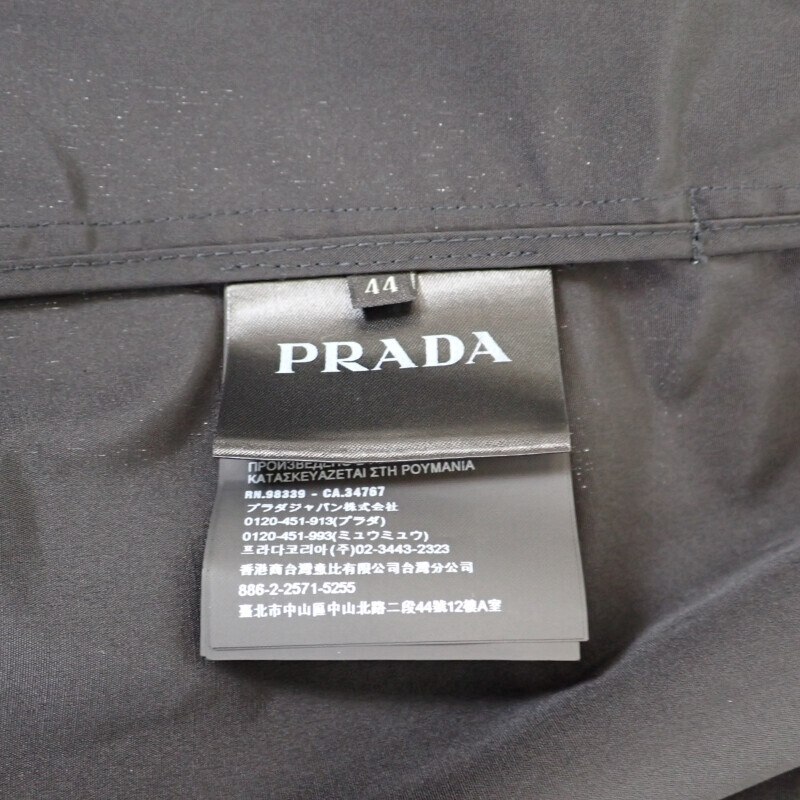 44
PRADA
ΚΑΤΑΣΚΕΥΑΖΕΤΑΙ ΣΤΗ ΡΟΥΜΑΝΙΑ
RN.98339 - CA.34767
プラダジャパン株式会社
0120-451-913(プラダ)
0120-451-993(ミュウミュウ)
프라다코리아(주)02-3443-2323
香港商台灣壹比有限公司台灣分公司
886-2-2571-5255
臺北市中山區中山北路二段44號12樓A室